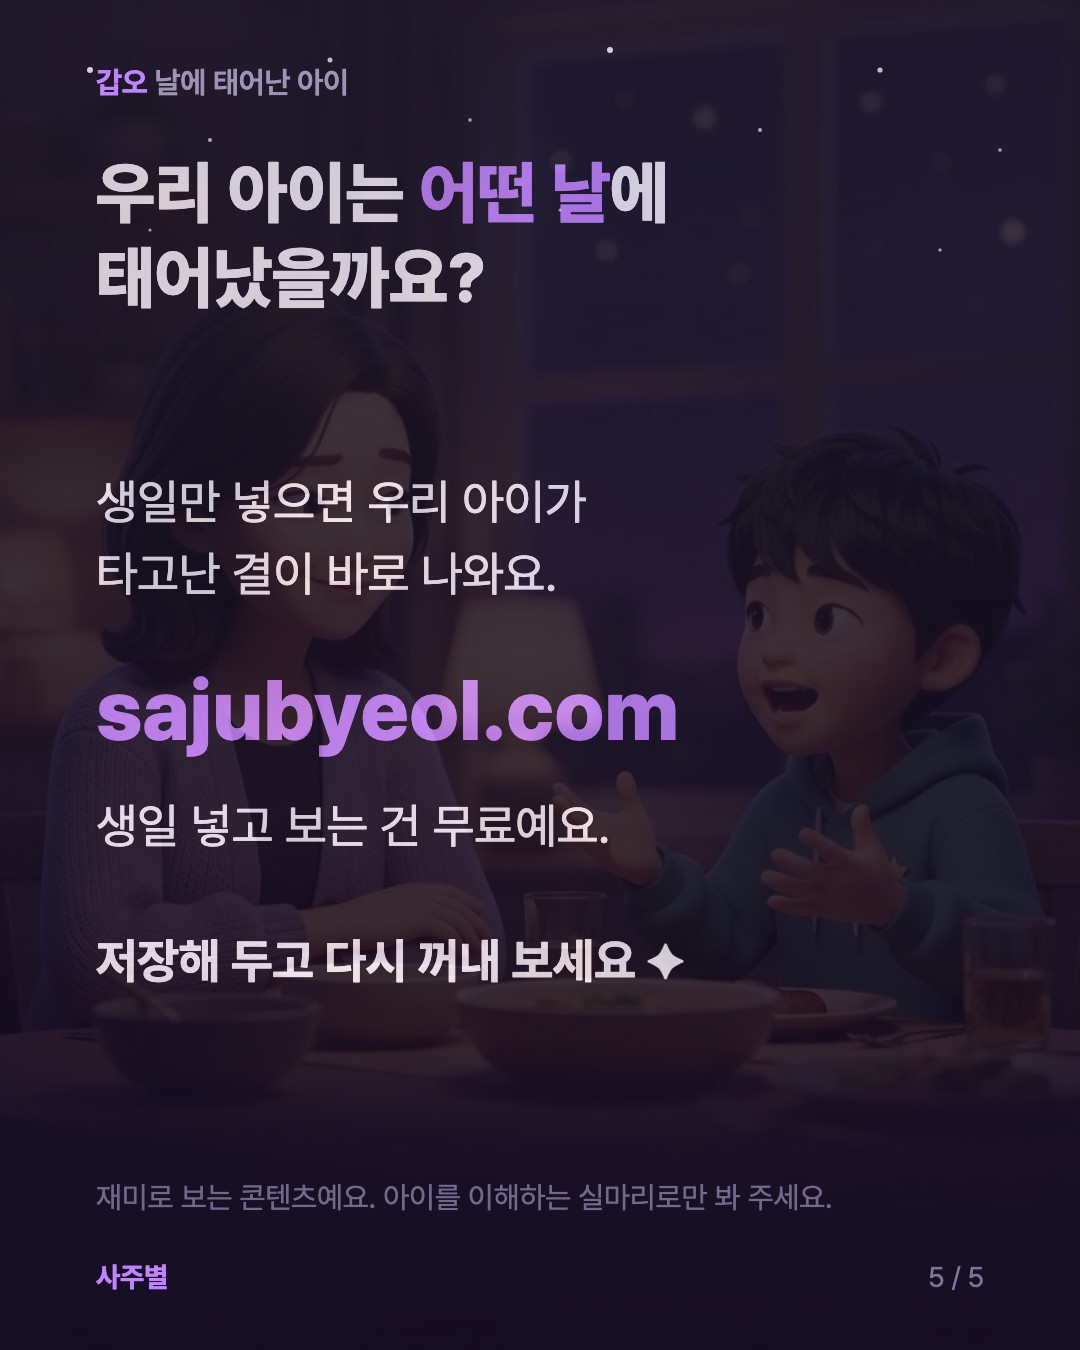 갑오 날에 태어난 아이
우리 아이는 어떤 날에
태어났을까요?
생일만 넣으면 우리 아이가
타고난 결이 바로 나와요.
sajubyeol.com
생일 넣고 보는 건 무료예요.
저장해 두고 다시 꺼내 보세요 ✦
재미로 보는 콘텐츠예요. 아이를 이해하는 실마리로만 봐 주세요.
사주별
5 / 5